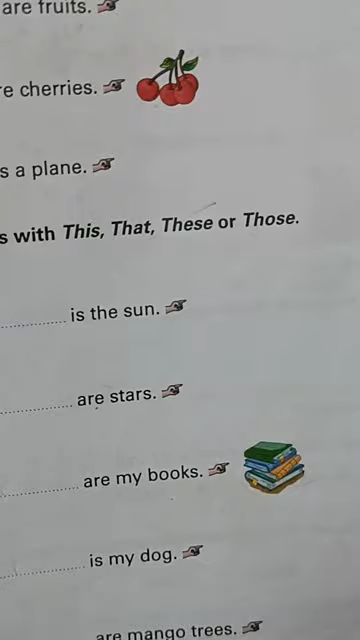 are fruits.
e cherries.
s a plane.
s with This, That, These or Those.
.................... is the sun.
.................... are stars.
.................... are my books.
.................... is my dog.
are mango trees.